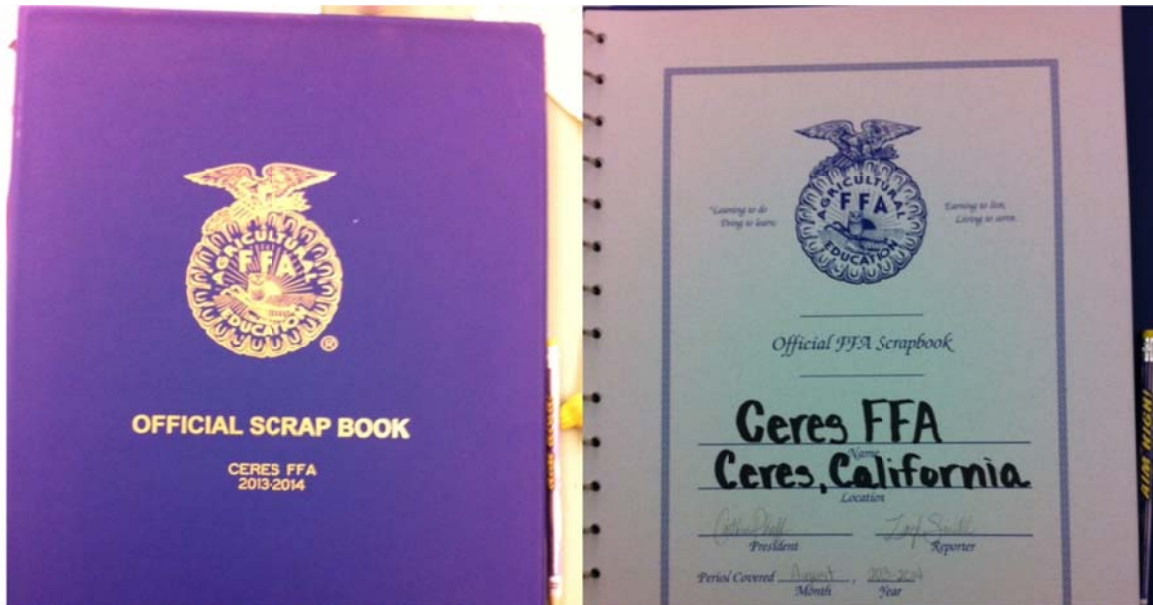 AGRICULTURAL
FFA
EDUCATION
®
OFFICIAL SCRAP BOOK
CERES FFA
2013-2014
AGRICULTURAL
FFA
EDUCATION
"Learning to do
Doing to learn;
Earning to live,
Living to serve.
Official FFA Scrapbook
Ceres FFA
Name
Ceres, California
Location
President
Reporter
Period Covered August, 2013-2014
Month
Year
AIM HIGH!